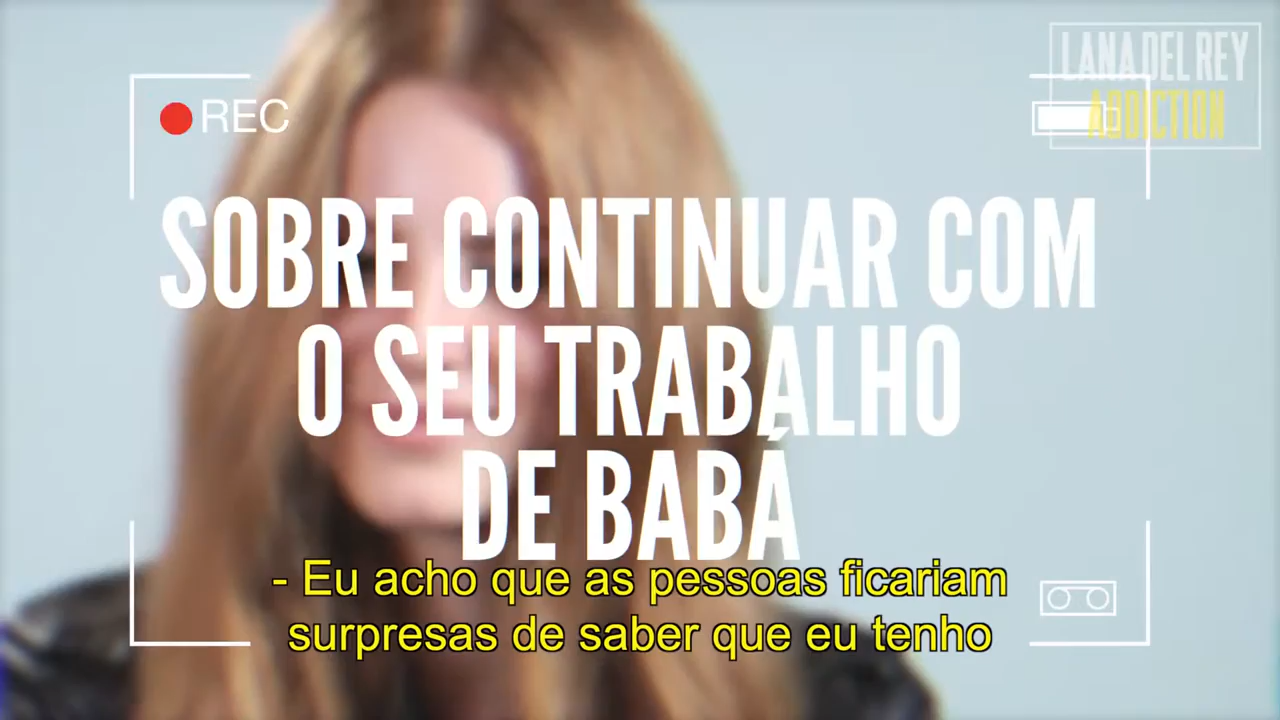 LANA DEL REY
ADDICTION
REC
SOBRE CONTINUAR COM
O SEU TRABALHO
DE BABÁ
- Eu acho que as pessoas ficariam
surpresas de saber que eu tenho